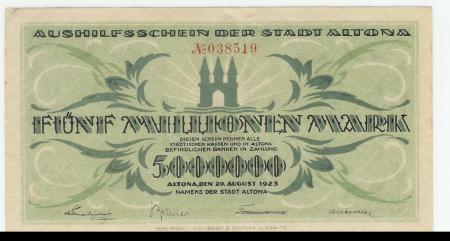 AUSHILFSSCHEIN DER STADT ALTONA
№038519
FÜNF MILLIONEN MARK
DIESEN SCHEIN NEHMEN ALLE
STÄDTISCHEN KASSEN UND IN ALTONA
BEFINDLICHEN BANKEN IN ZAHLUNG
5000000
ALTONA, DEN 29. AUGUST 1923
NAMENS DER STADT ALTONA